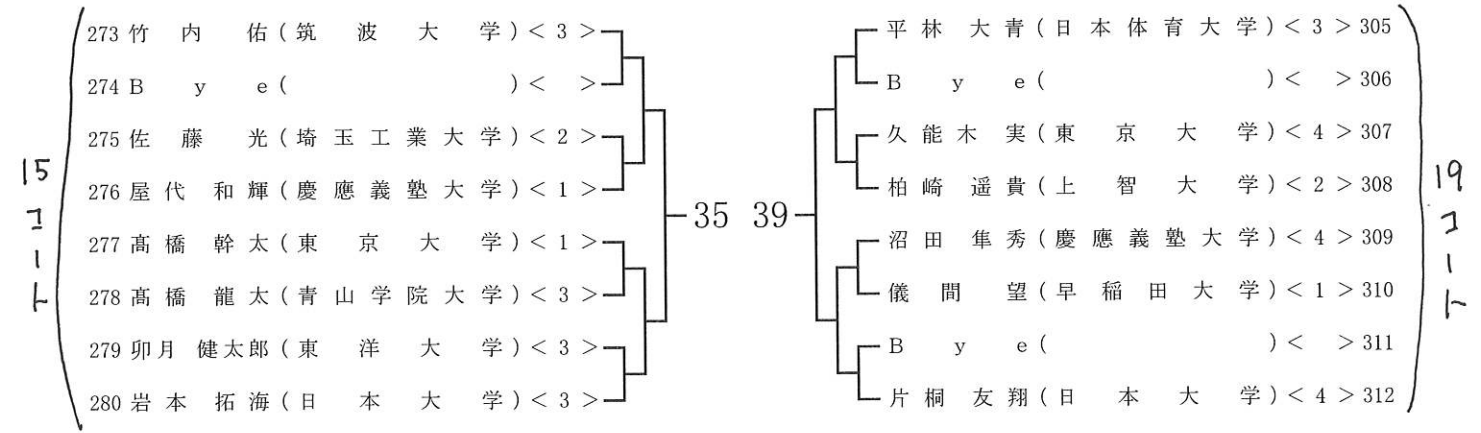 273 竹内 佑 (筑波大学) < 3 >
274 Bye ( ) < >
275 佐藤 光 (埼玉工業大学) < 2 >
276 屋代 和輝 (慶應義塾大学) < 1 >
277 髙橋 幹太 (東京大学) < 1 >
278 髙橋 龍太 (青山学院大学) < 3 >
279 卯月 健太郎 (東洋大学) < 3 >
280 岩本 拓海 (日本大学) < 3 >
15コート
35
39
平林 大青 (日本体育大学) < 3 > 305
Bye ( ) < > 306
久能木 実 (東京大学) < 4 > 307
柏崎 遥貴 (上智大学) < 2 > 308
沼田 隼秀 (慶應義塾大学) < 4 > 309
儀間 望 (早稲田大学) < 1 > 310
Bye ( ) < > 311
片桐 友翔 (日本大学) < 4 > 312
19コート